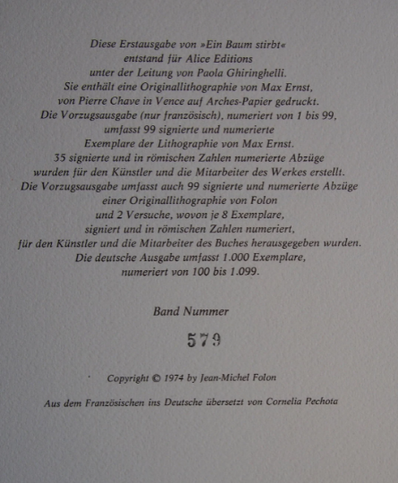 Diese Erstausgabe von »Ein Baum stirbt«
entstand für Alice Editions
unter der Leitung von Paola Ghiringhelli.
Sie enthält eine Originallithographie von Max Ernst,
von Pierre Chave in Vence auf Arches-Papier gedruckt.
Die Vorzugsausgabe (nur französisch), numeriert von 1 bis 99,
umfasst 99 signierte und numerierte
Exemplare der Lithographie von Max Ernst.
35 signierte und in römischen Zahlen numerierte Abzüge
wurden für den Künstler und die Mitarbeiter des Werkes erstellt.
Die Vorzugsausgabe umfasst auch 99 signierte und numerierte Abzüge
einer Originallithographie von Folon
und 2 Versuche, wovon je 8 Exemplare,
signiert und in römischen Zahlen numeriert,
für den Künstler und die Mitarbeiter des Buches herausgegeben wurden.
Die deutsche Ausgabe umfasst 1.000 Exemplare,
numeriert von 100 bis 1.099.
Band Nummer
579
Copyright © 1974 by Jean-Michel Folon
Aus dem Französischen ins Deutsche übersetzt von Cornelia Pechota